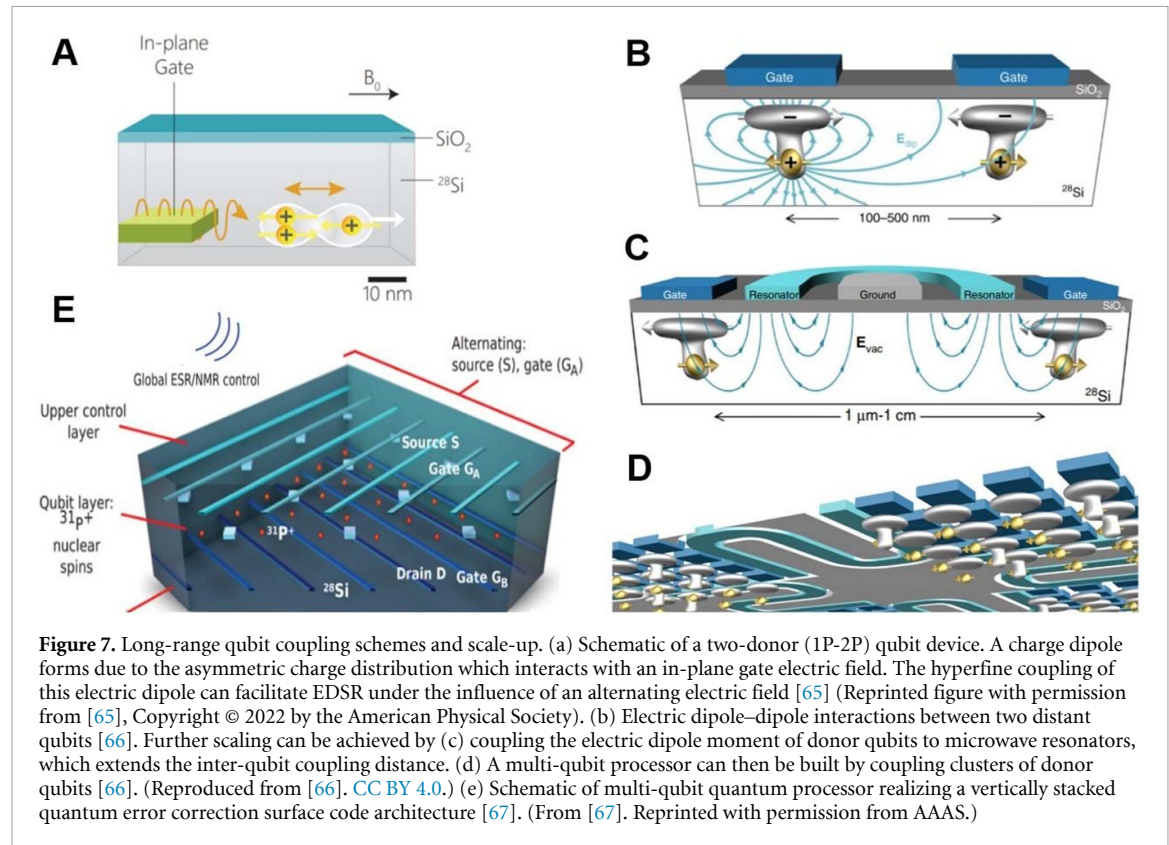 A
In-plane
Gate
B₀
SiO₂
²⁸Si
10 nm
B
Gate
Gate
SiO₂
E_dip
²⁸Si
100–500 nm
C
Gate
Resonator
Ground
Resonator
Gate
SiO₂
E_vac
²⁸Si
1 μm-1 cm
D
E
Global ESR/NMR control
Alternating:
source (S), gate (G_A)
Upper control
layer
Source S
Gate G_A
Qubit layer:
³¹P⁺
nuclear
spins
³¹P⁺
²⁸Si
Drain D
Gate G_B
Figure 7. Long-range qubit coupling schemes and scale-up. (a) Schematic of a two-donor (1P-2P) qubit device. A charge dipole
forms due to the asymmetric charge distribution which interacts with an in-plane gate electric field. The hyperfine coupling of
this electric dipole can facilitate EDSR under the influence of an alternating electric field [65] (Reprinted figure with permission
from [65], Copyright © 2022 by the American Physical Society). (b) Electric dipole–dipole interactions between two distant
qubits [66]. Further scaling can be achieved by (c) coupling the electric dipole moment of donor qubits to microwave resonators,
which extends the inter-qubit coupling distance. (d) A multi-qubit processor can then be built by coupling clusters of donor
qubits [66]. (Reproduced from [66]. CC BY 4.0.) (e) Schematic of multi-qubit quantum processor realizing a vertically stacked
quantum error correction surface code architecture [67]. (From [67]. Reprinted with permission from AAAS.)